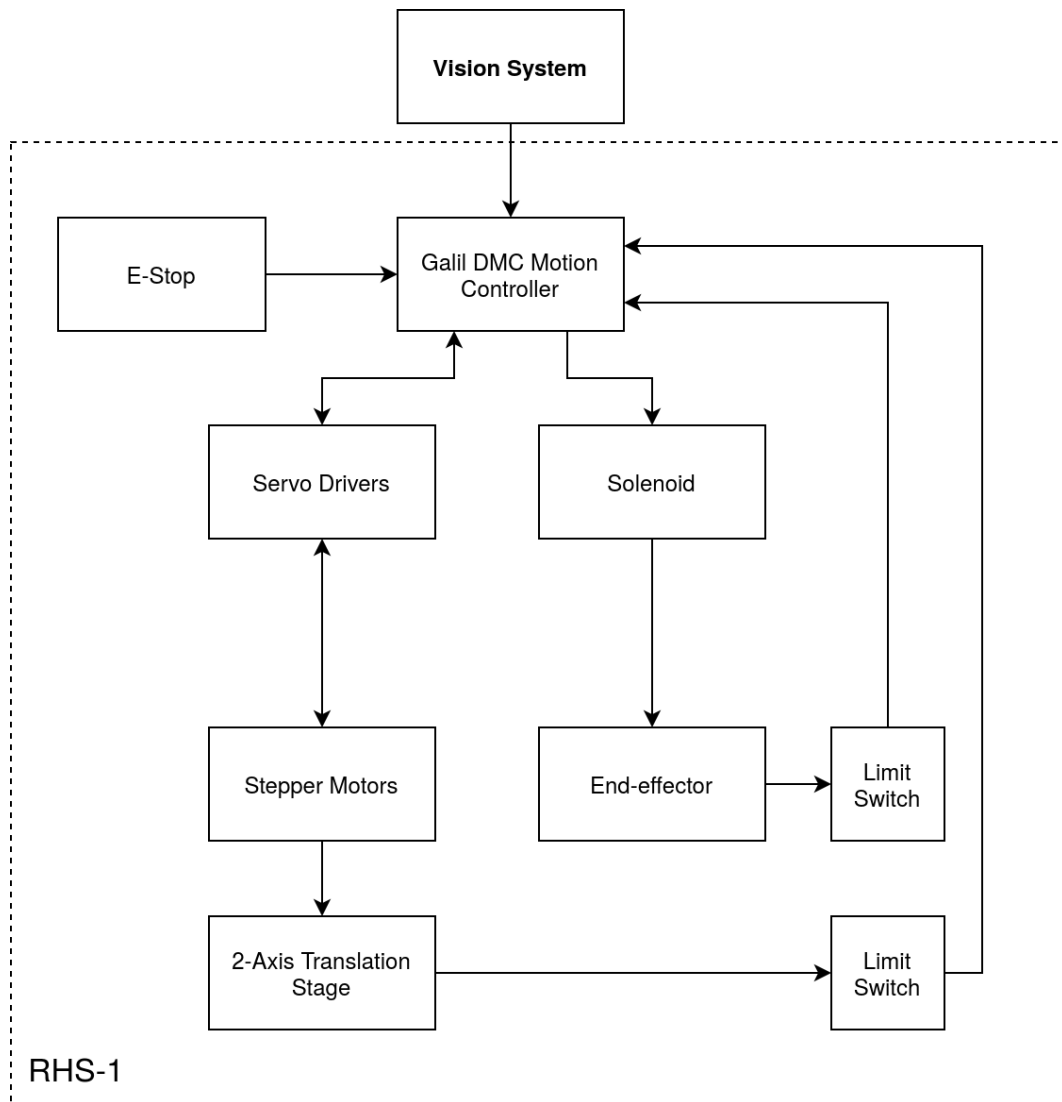 Vision System
E-Stop
Galil DMC Motion
Controller
Servo Drivers
Solenoid
Stepper Motors
End-effector
Limit
Switch
2-Axis Translation
Stage
Limit
Switch
RHS-1